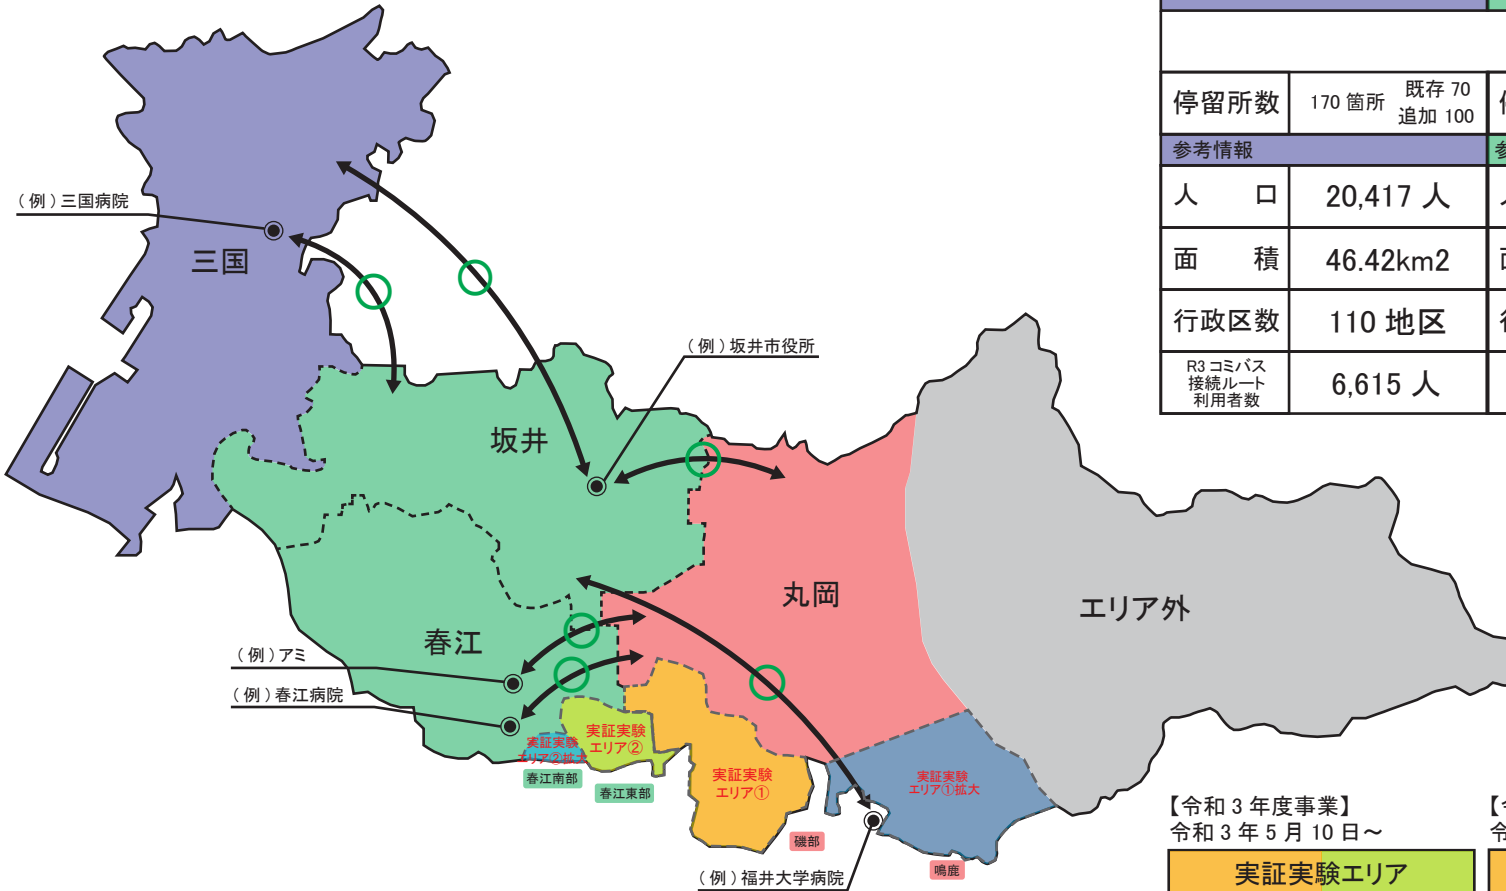 停留所数
170 箇所
既存 70
追加 100
参考情報
人 口
20,417 人
面 積
46.42km2
行政区数
110 地区
R3 コミバス
接続ルート
利用者数
6,615 人
（例）三国病院
三国
（例）坂井市役所
坂井
丸岡
エリア外
春江
（例）アミ
（例）春江病院
実証実験
エリア②拡大
実証実験
エリア②
春江南部
春江東部
実証実験
エリア①
実証実験
エリア①拡大
磯部
鳴鹿
（例）福井大学病院
【令和 3 年度事業】
令和 3 年 5 月 10 日～
実証実験エリア